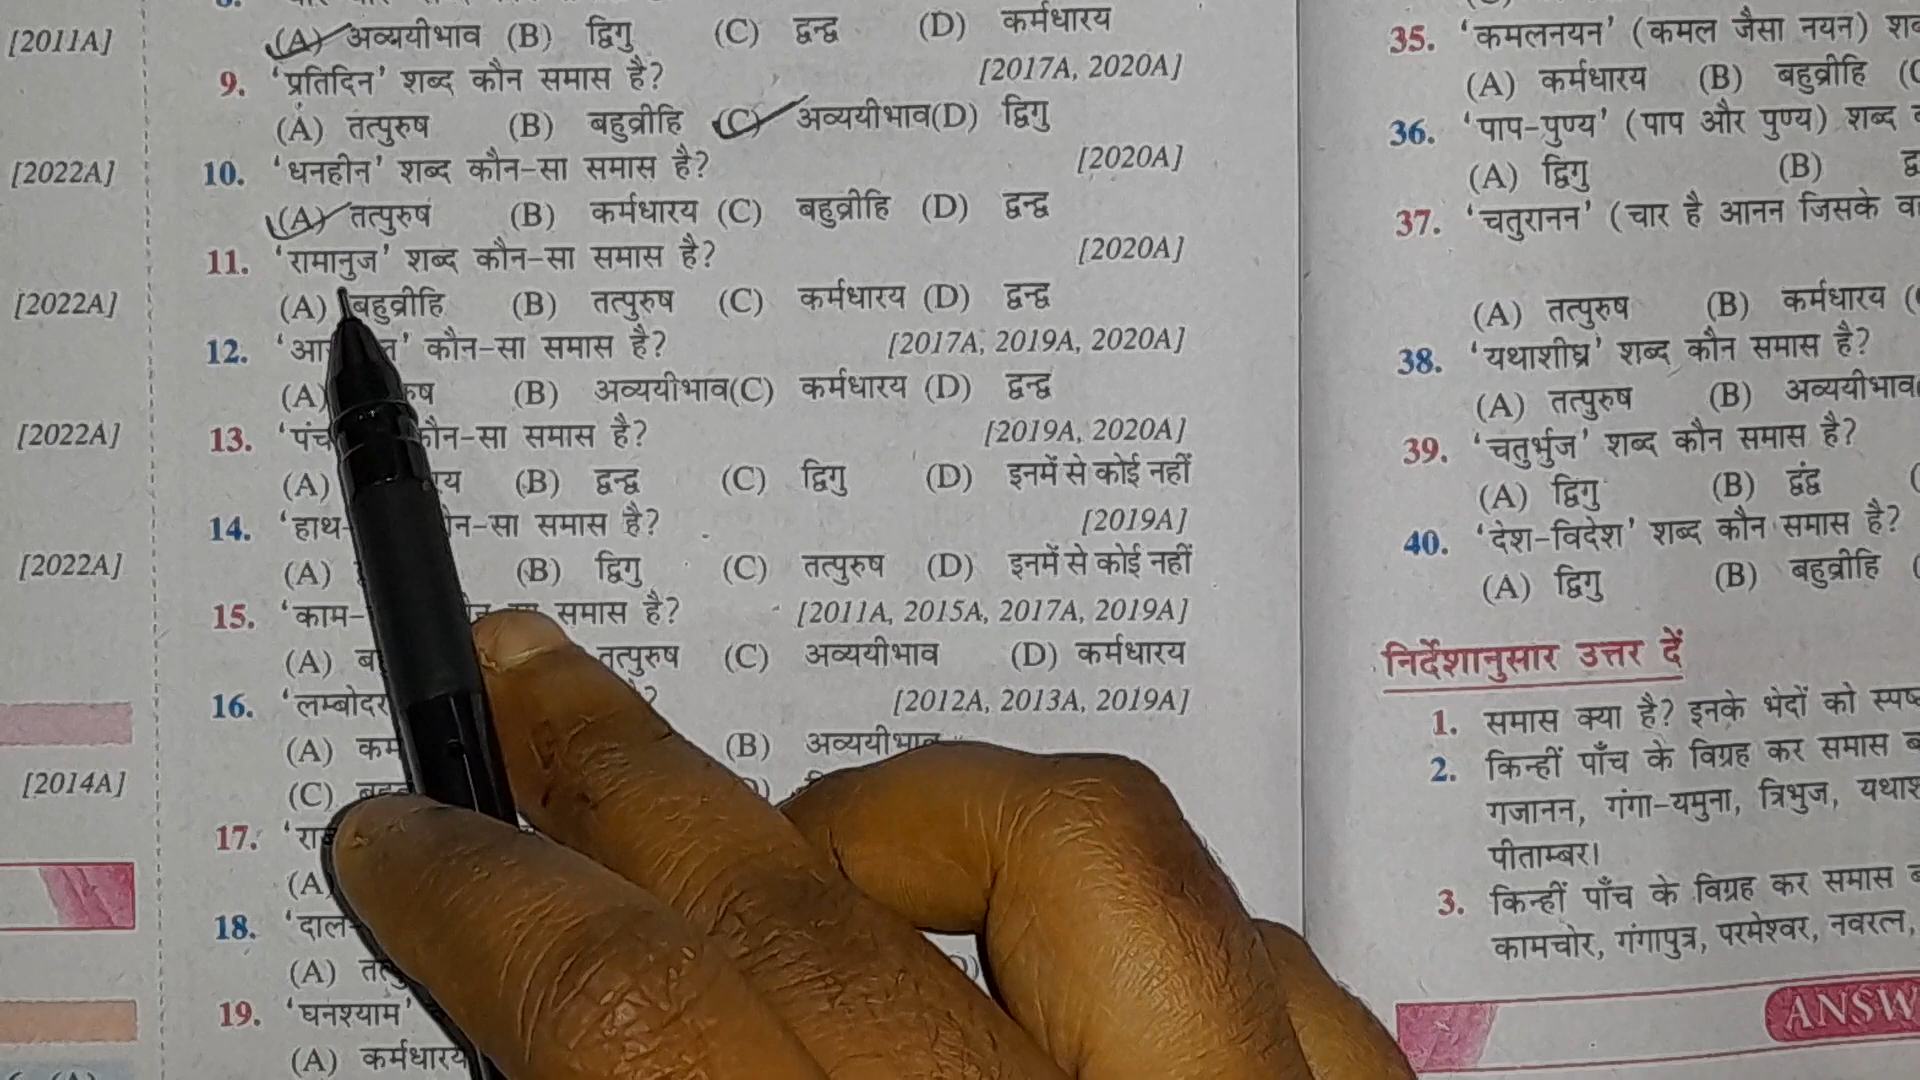 [2011A]
[2022A]
[2022A]
[2022A]
[2022A]
[2014A]
(A) अव्ययीभाव (B) द्विगु (C) द्वन्द्व (D) कर्मधारय
9. 'प्रतिदिन' शब्द कौन समास है? [2017A, 2020A]
(A) तत्पुरुष (B) बहुव्रीहि (C) अव्ययीभाव(D) द्विगु
10. 'धनहीन' शब्द कौन-सा समास है? [2020A]
(A) तत्पुरुष (B) कर्मधारय (C) बहुव्रीहि (D) द्वन्द्व
11. 'रामानुज' शब्द कौन-सा समास है? [2020A]
(A) बहुव्रीहि (B) तत्पुरुष (C) कर्मधारय (D) द्वन्द्व
12. कौन-सा समास है? [2017A, 2019A, 2020A]
(A) (B) अव्ययीभाव(C) कर्मधारय (D) द्वन्द्व
13. 'पंच कौन-सा समास है? [2019A, 2020A]
(A) (B) द्वन्द्व (C) द्विगु (D) इनमें से कोई नहीं
14. 'हाथ- समास है? [2019A]
(A) (B) द्विगु (C) तत्पुरुष (D) इनमें से कोई नहीं
15. 'काम- समास है? [2011A, 2015A, 2017A, 2019A]
(A) तत्पुरुष (C) अव्ययीभाव (D) कर्मधारय
16. 'लम्बोदर [2012A, 2013A, 2019A]
(A) (B) अव्ययीभाव
(C)
17.
(A)
18. 'दाल-
(A)
19. 'घनश्याम'
(A) कर्मधारय
35. 'कमलनयन' (कमल जैसा नयन)
(A) कर्मधारय (B) बहुव्रीहि
36. 'पाप-पुण्य' (पाप और पुण्य) शब्द
(A) द्विगु (B)
37. 'चतुरानन' (चार है आनन जिसके
(A) तत्पुरुष (B) कर्मधारय
38. 'यथाशीघ्र' शब्द कौन समास है?
(A) तत्पुरुष (B) अव्ययीभाव
39. 'चतुर्भुज' शब्द कौन समास है?
(A) द्विगु (B) द्वंद्व
40. 'देश-विदेश' शब्द कौन समास है?
(A) द्विगु (B) बहुव्रीहि
निर्देशानुसार उत्तर दें
1. समास क्या है? इनके भेदों को
2. किन्हीं पाँच के विग्रह कर समास
गजानन, गंगा-यमुना, त्रिभुज,
पीताम्बर।
3. किन्हीं पाँच के विग्रह कर समास
कामचोर, गंगापुत्र, परमेश्वर, नवरत्न,
ANSW